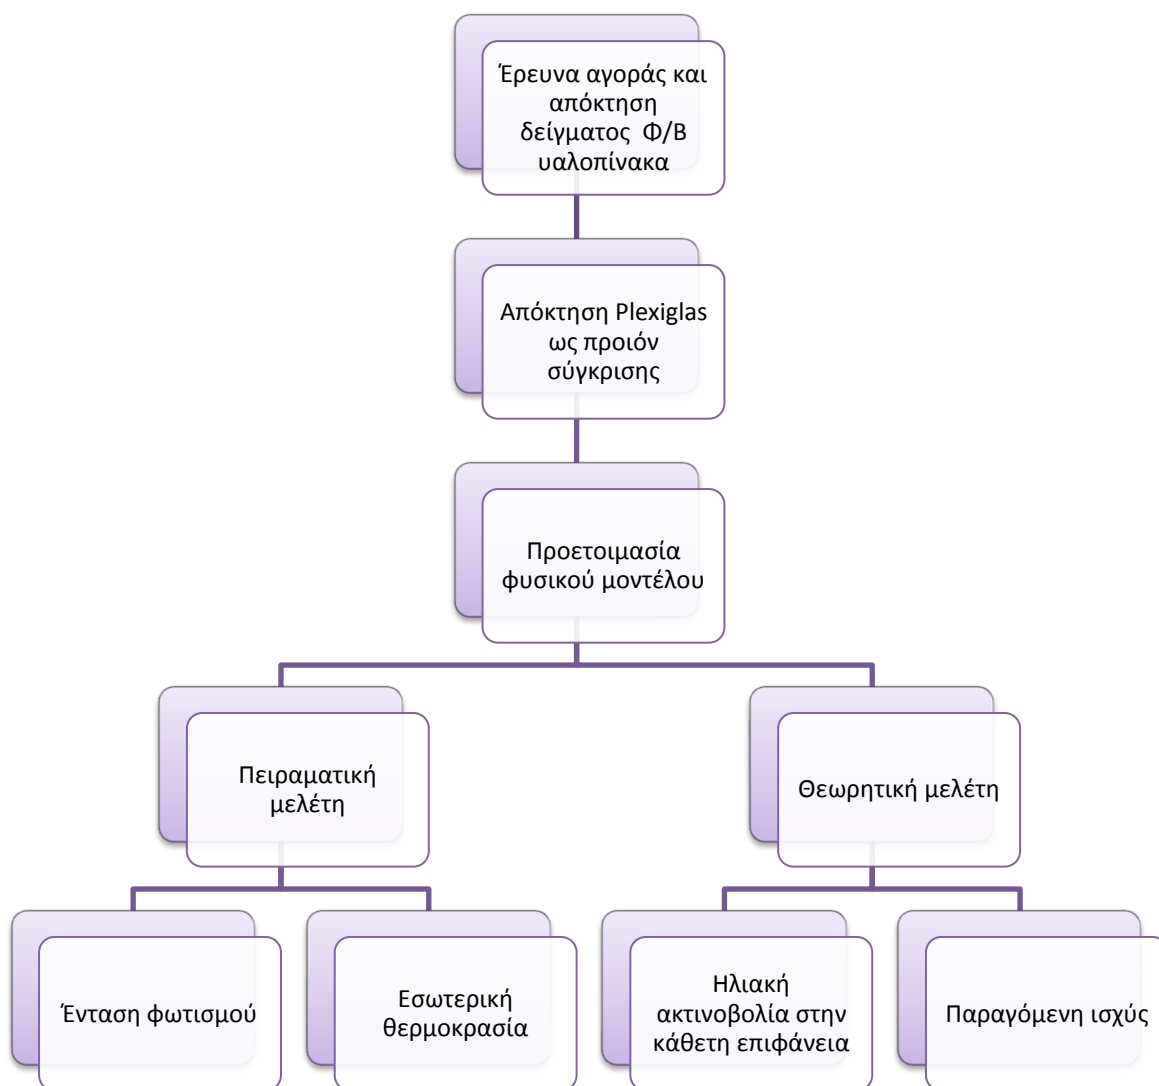 Έρευνα αγοράς και
απόκτηση
δείγματος Φ/Β
υαλοπίνακα
Απόκτηση Plexiglas
ως προιόν
σύγκρισης
Προετοιμασία
φυσικού μοντέλου
Πειραματική
μελέτη
Θεωρητική μελέτη
Ένταση φωτισμού
Εσωτερική
θερμοκρασία
Ηλιακή
ακτινοβολία στην
κάθετη επιφάνεια
Παραγόμενη ισχύς